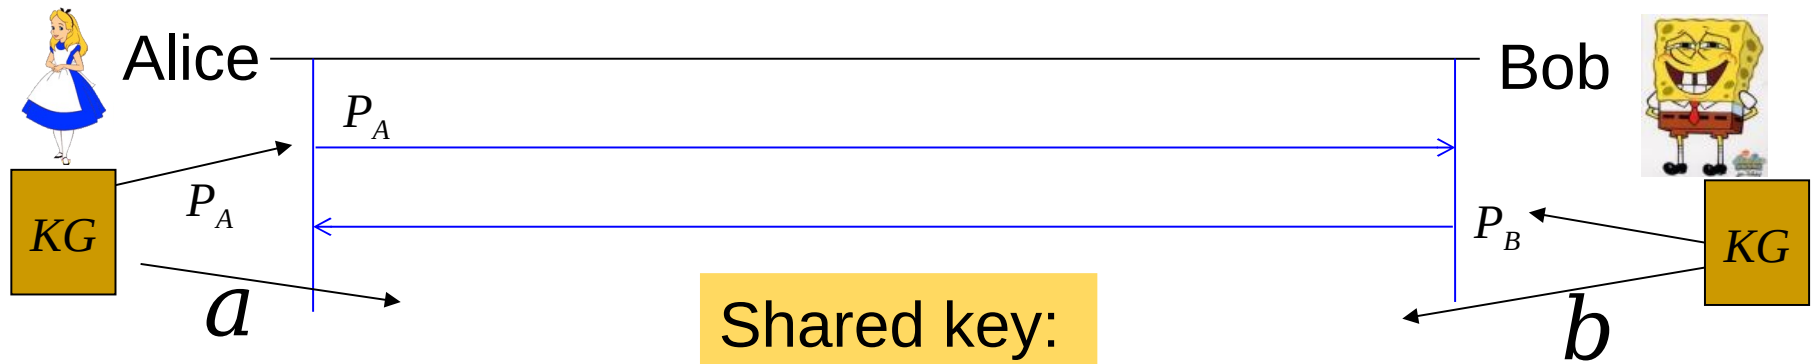 Alice
Bob
P_A
P_A
P_B
KG
KG
a
b
Shared key: